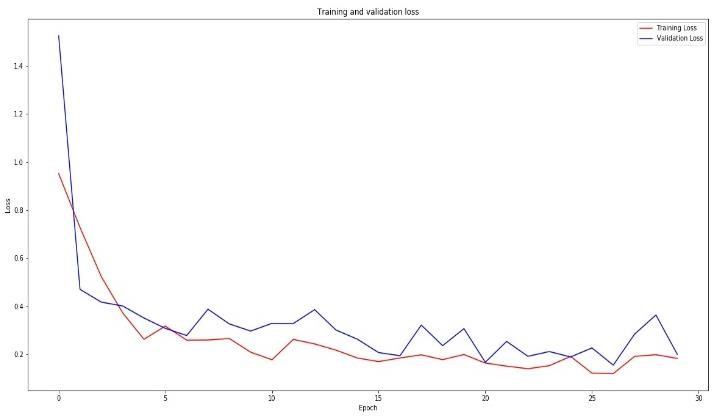 Training and validation loss
Training Loss
Validation Loss
1.4
1.2
1.0
0.8
0.6
0.4
0.2
Loss
0 5 10 15 20 25 30
Epoch